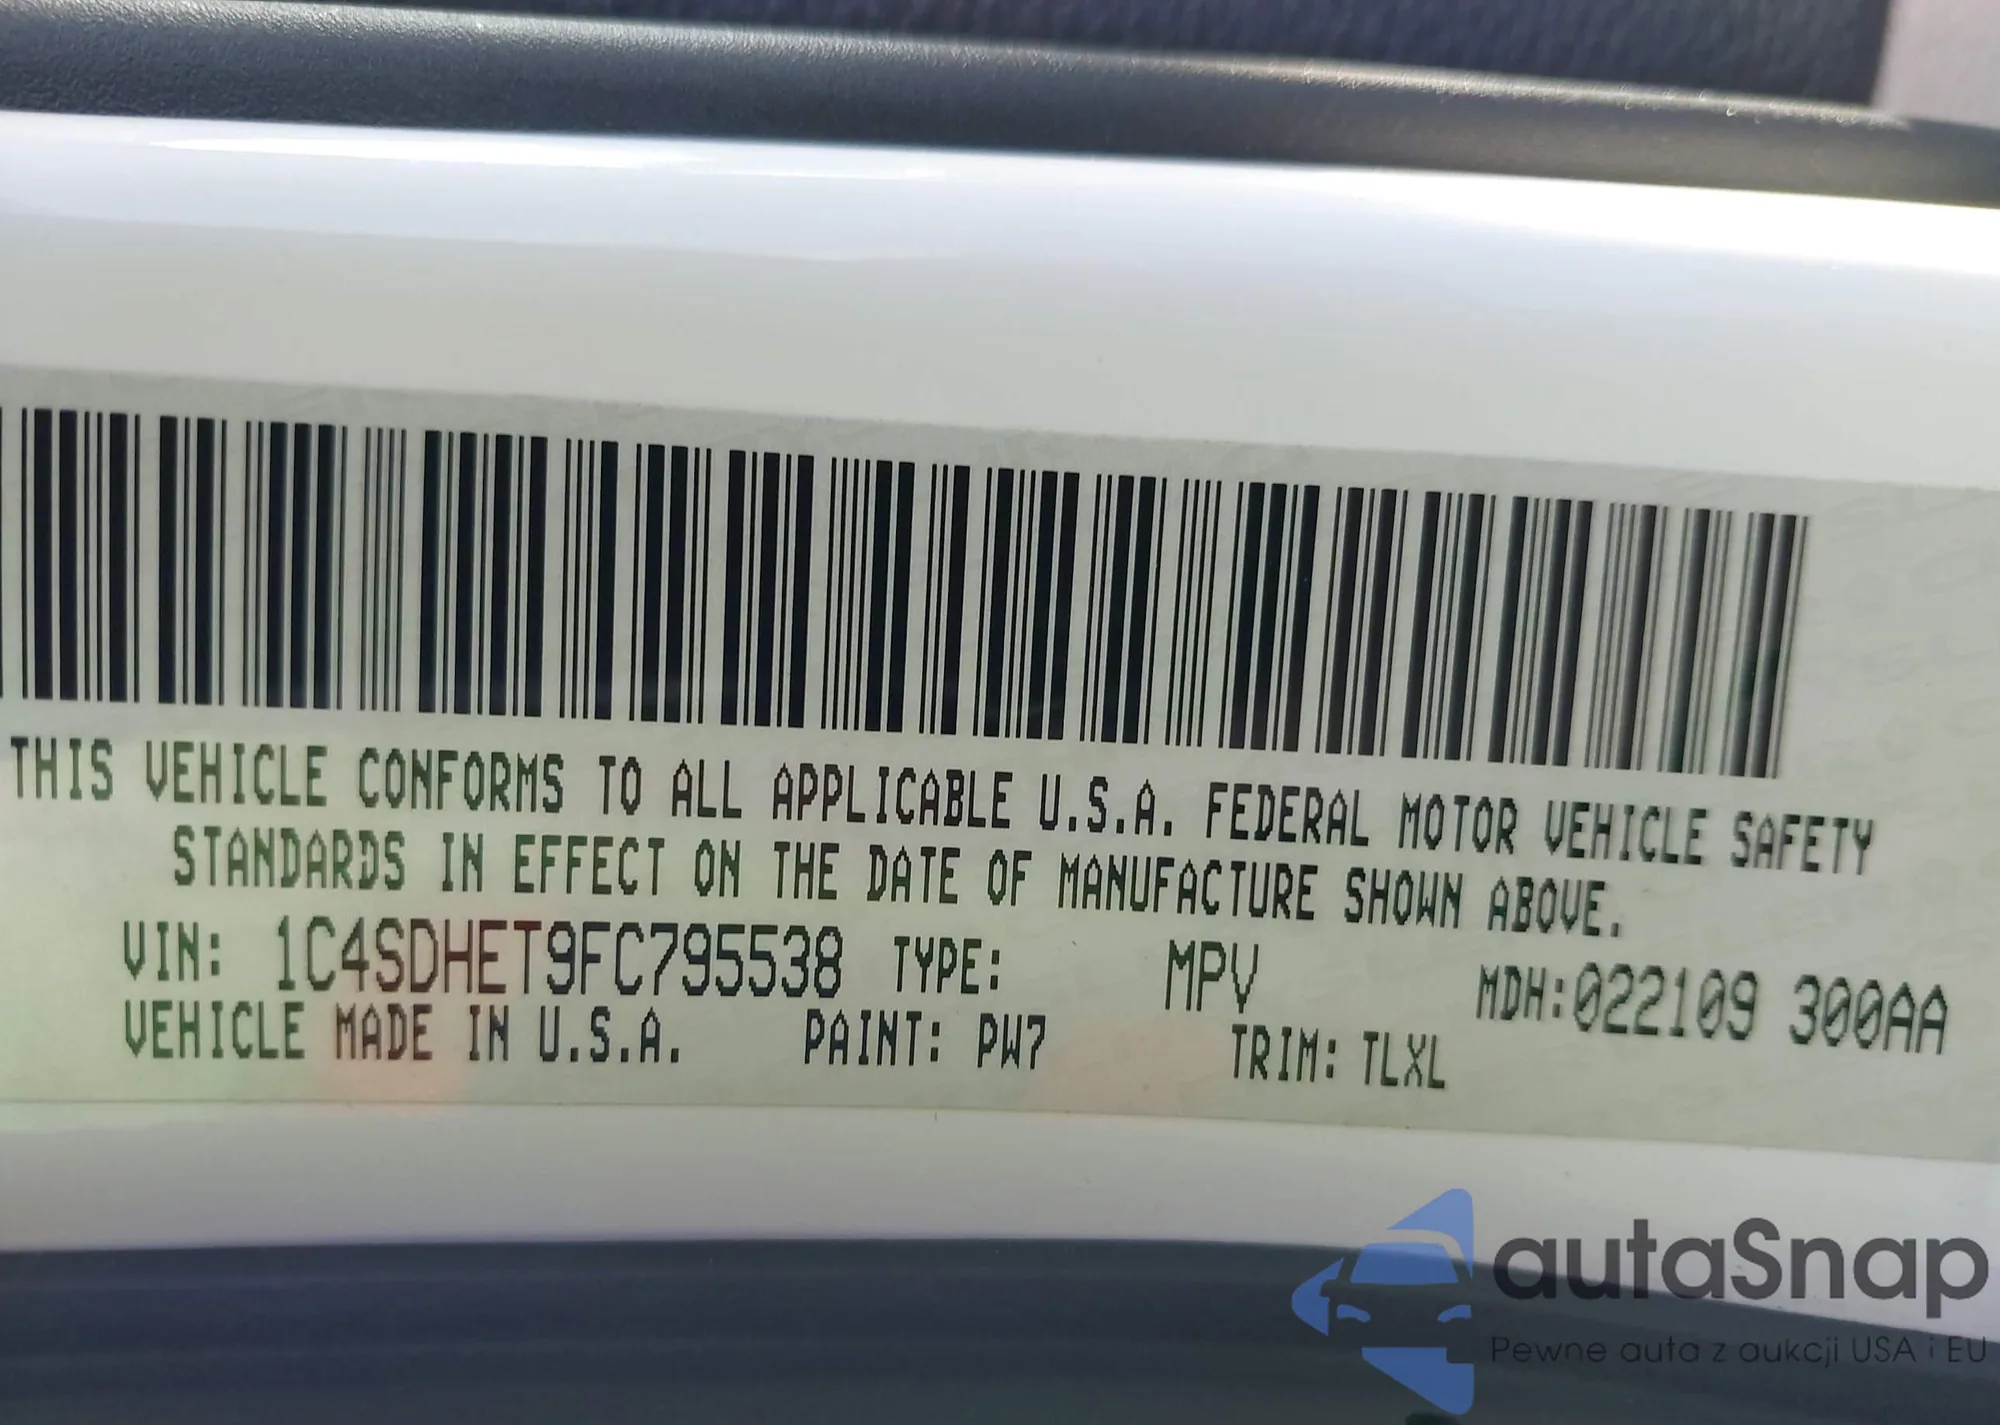 THIS VEHICLE CONFORMS TO ALL APPLICABLE U.S.A. FEDERAL MOTOR VEHICLE SAFETY
STANDARDS IN EFFECT ON THE DATE OF MANUFACTURE SHOWN ABOVE.
VIN: 1C4SDHET9FC795538 TYPE: MPV MDH:022109 300AA
VEHICLE MADE IN U.S.A. PAINT: PW7 TRIM: TLXL
autaSnap
Pewne auta z aukcji USA i EU